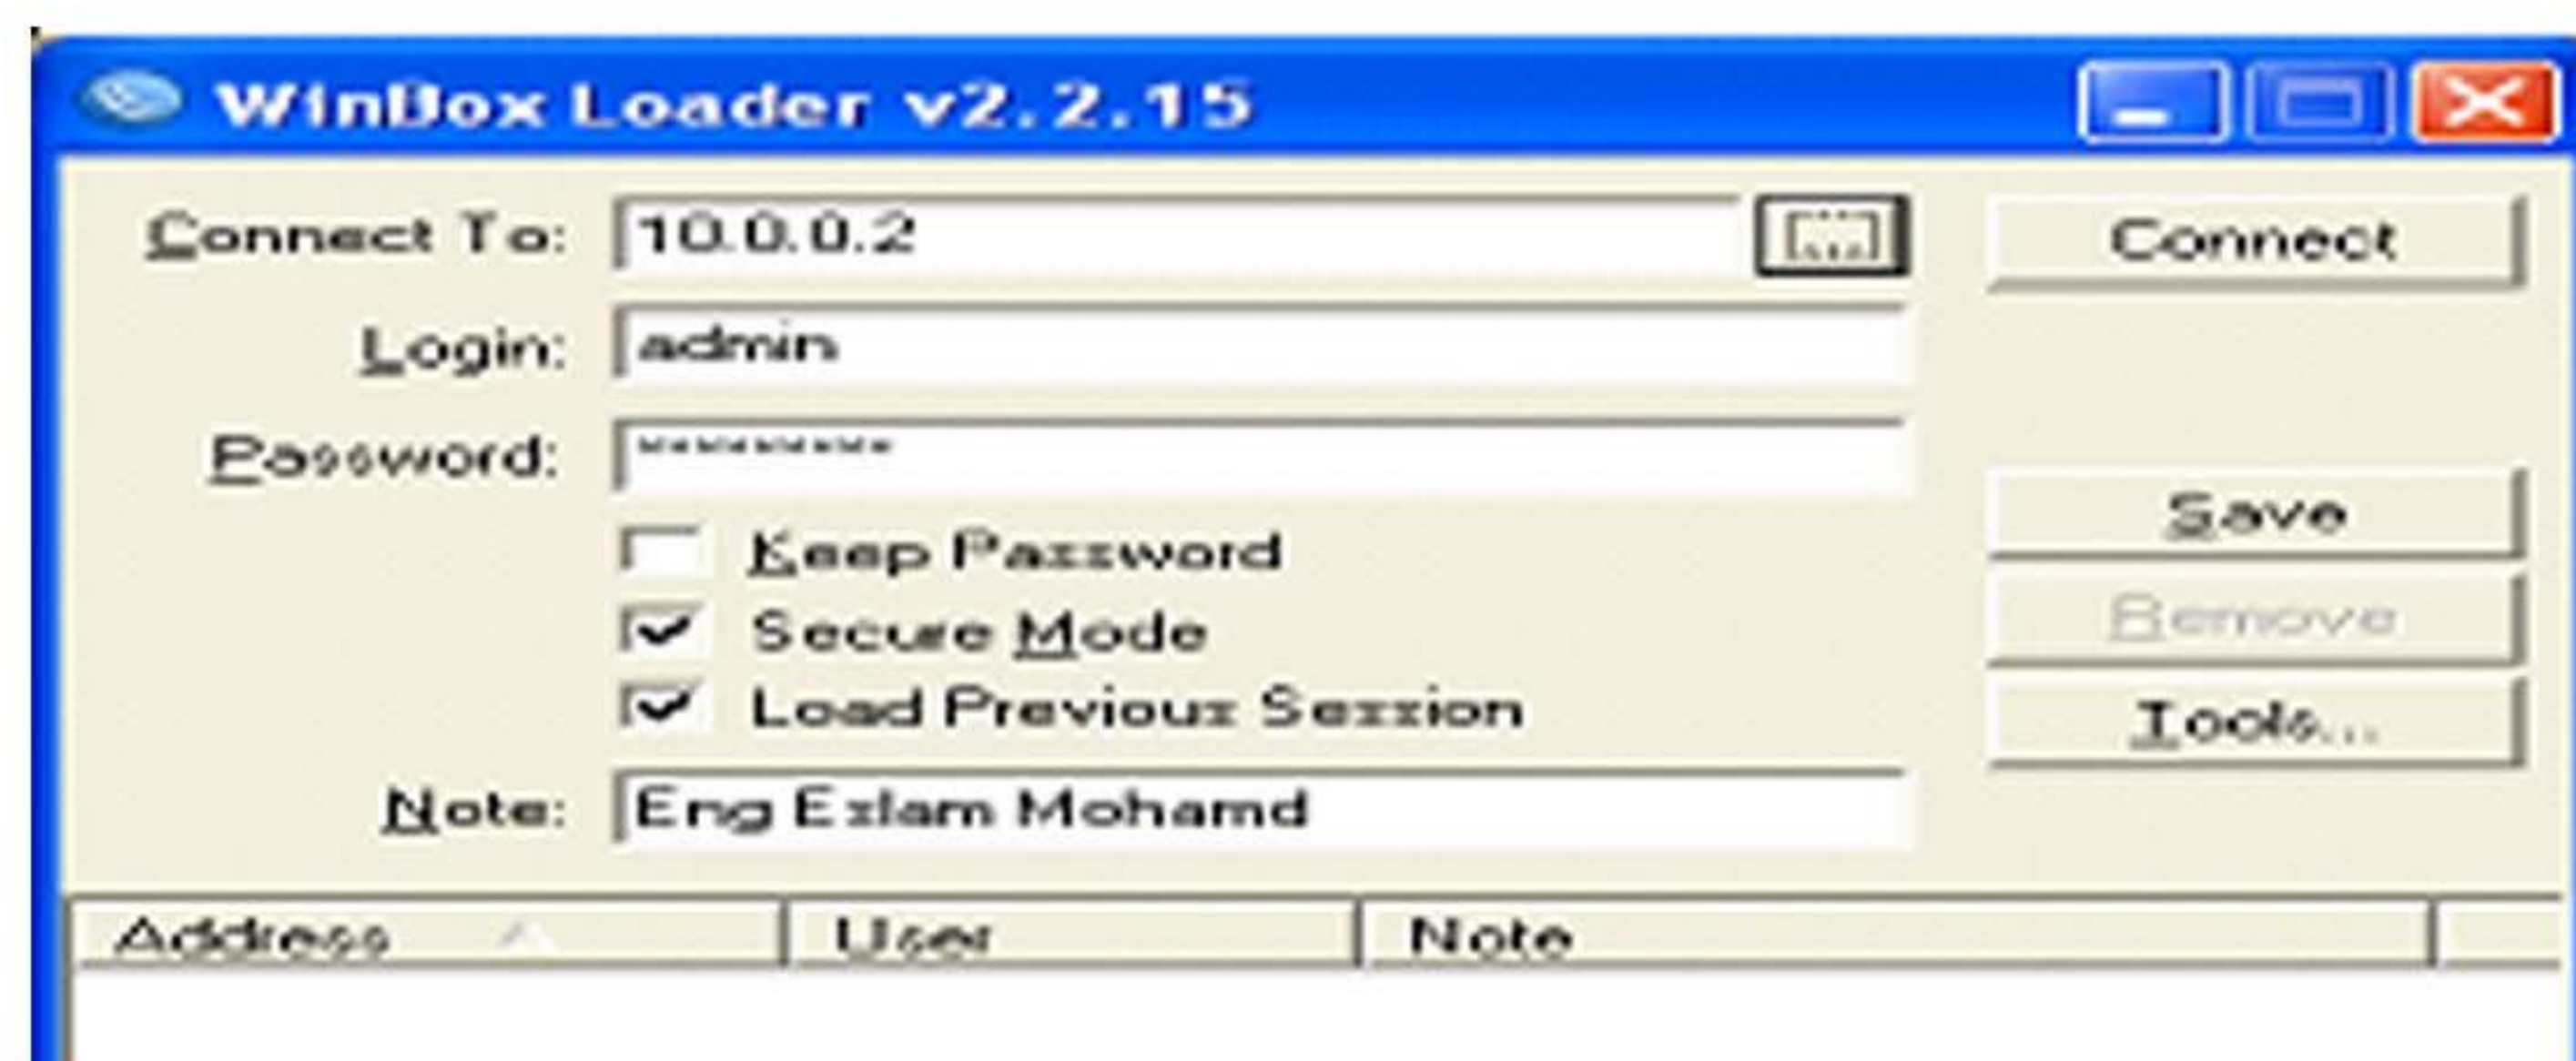 WinBox Loader v2.2.15
Connect To: 10.0.0.2 ... Connect
Login: admin
Password: **********
Keep Password
Save
Secure Mode
Remove
Load Previous Session
Tools...
Note: Eng Eslam Mohamd
Address User Note